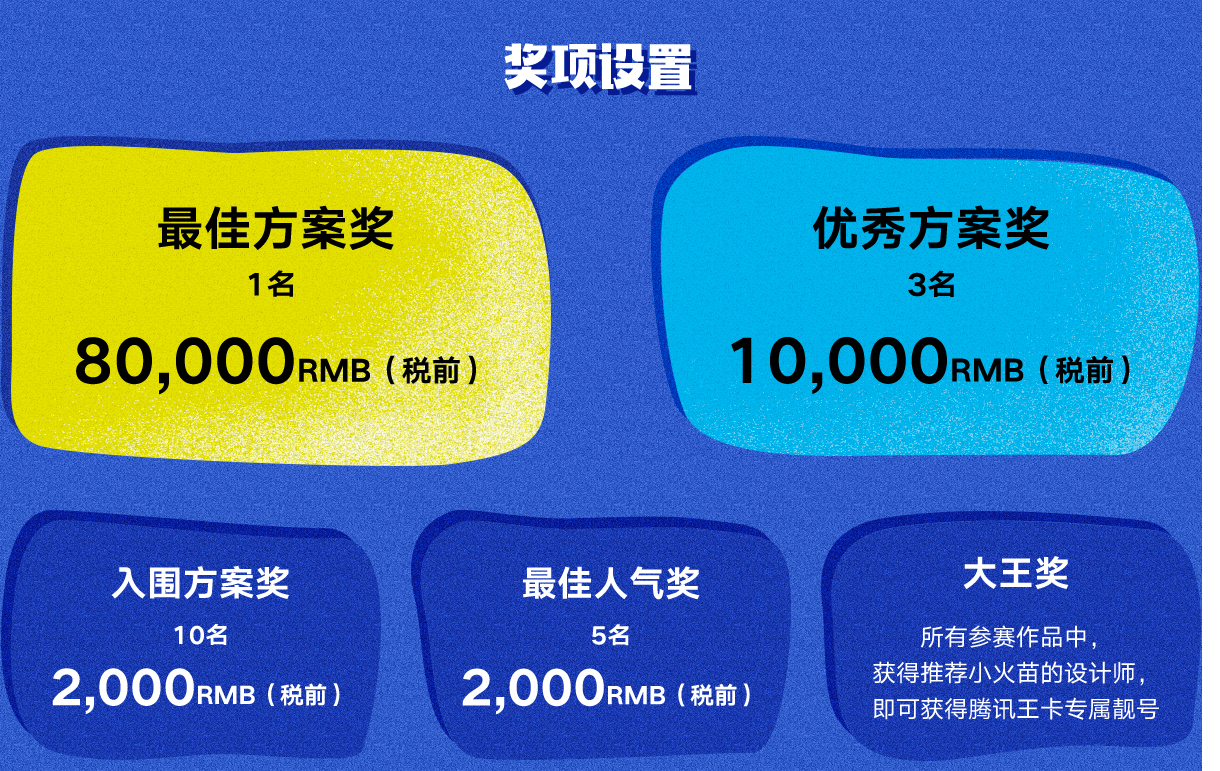 奖项设置
最佳方案奖
1名
80,000RMB（税前）
优秀方案奖
3名
10,000RMB（税前）
入围方案奖
10名
2,000RMB（税前）
最佳人气奖
5名
2,000RMB（税前）
大王奖
所有参赛作品中，
获得推荐小火苗的设计师，
即可获得腾讯王卡专属靓号